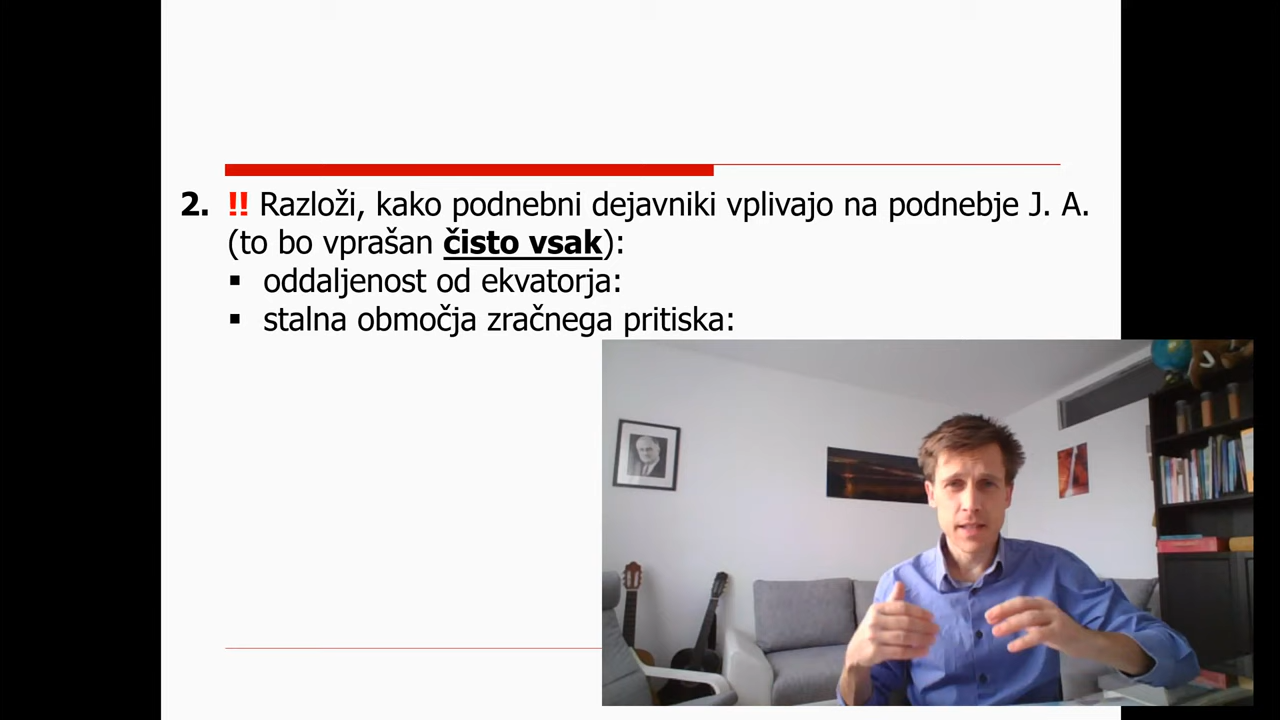 2. !! Razloži, kako podnebni dejavniki vplivajo na podnebje J. A.
(to bo vprašan čisto vsak):
▪ oddaljenost od ekvatorja:
▪ stalna območja zračnega pritiska: